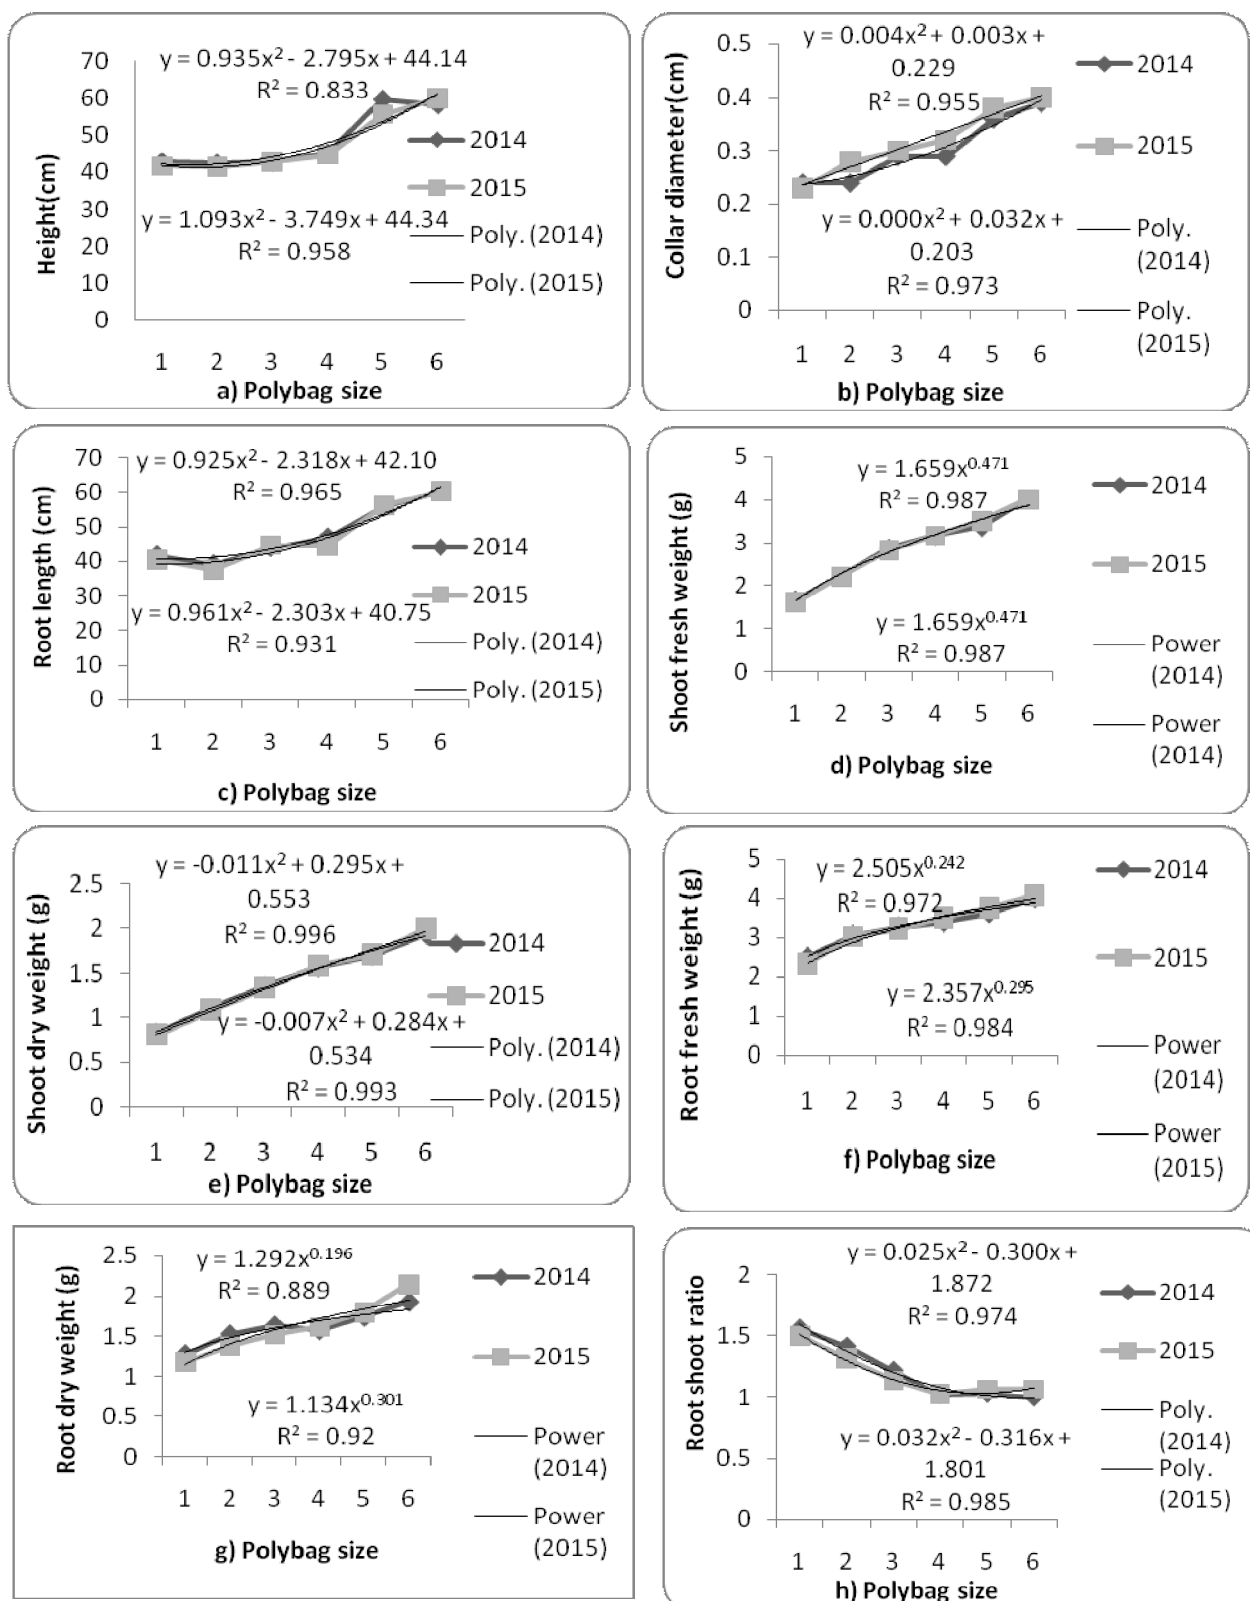 y = 0.935x² - 2.795x + 44.14
R² = 0.833
70
60
50
40
30
20
10
0
Height(cm)
2014
2015
y = 1.093x² - 3.749x + 44.34
R² = 0.958
Poly. (2014)
Poly. (2015)
1 2 3 4 5 6
a) Polybag size
y = 0.004x² + 0.003x +
0.229
R² = 0.955
0.5
0.4
0.3
0.2
0.1
0
Collar diameter(cm)
2014
2015
y = 0.000x² + 0.032x +
0.203
R² = 0.973
Poly.
(2014)
Poly.
(2015)
1 2 3 4 5 6
b) Polybag size
y = 0.925x² - 2.318x + 42.10
R² = 0.965
70
60
50
40
30
20
10
0
Root length (cm)
2014
2015
y = 0.961x² - 2.303x + 40.75
R² = 0.931
Poly. (2014)
Poly. (2015)
1 2 3 4 5 6
c) Polybag size
y = 1.659x^0.471
R² = 0.987
5
4
3
2
1
0
Shoot fresh weight (g)
2014
2015
y = 1.659x^0.471
R² = 0.987
Power
(2014)
Power
(2014)
1 2 3 4 5 6
d) Polybag size
y = -0.011x² + 0.295x +
0.553
R² = 0.996
2.5
2
1.5
1
0.5
0
Shoot dry weight (g)
2014
2015
y = -0.007x² + 0.284x +
0.534
R² = 0.993
Poly. (2014)
Poly. (2015)
1 2 3 4 5 6
e) Polybag size
y = 2.505x^0.242
R² = 0.972
5
4
3
2
1
0
Root fresh weight (g)
2014
2015
y = 2.357x^0.295
R² = 0.984
Power
(2014)
Power
(2015)
1 2 3 4 5 6
f) Polybag size
y = 1.292x^0.196
R² = 0.889
2.5
2
1.5
1
0.5
0
Root dry weight (g)
2014
2015
y = 1.134x^0.301
R² = 0.92
Power
(2014)
Power
(2015)
1 2 3 4 5 6
g) Polybag size
y = 0.025x² - 0.300x +
1.872
R² = 0.974
2
1.5
1
0.5
0
Root shoot ratio
2014
2015
y = 0.032x² - 0.316x +
1.801
R² = 0.985
Poly.
(2014)
Poly.
(2015)
1 2 3 4 5 6
h) Polybag size